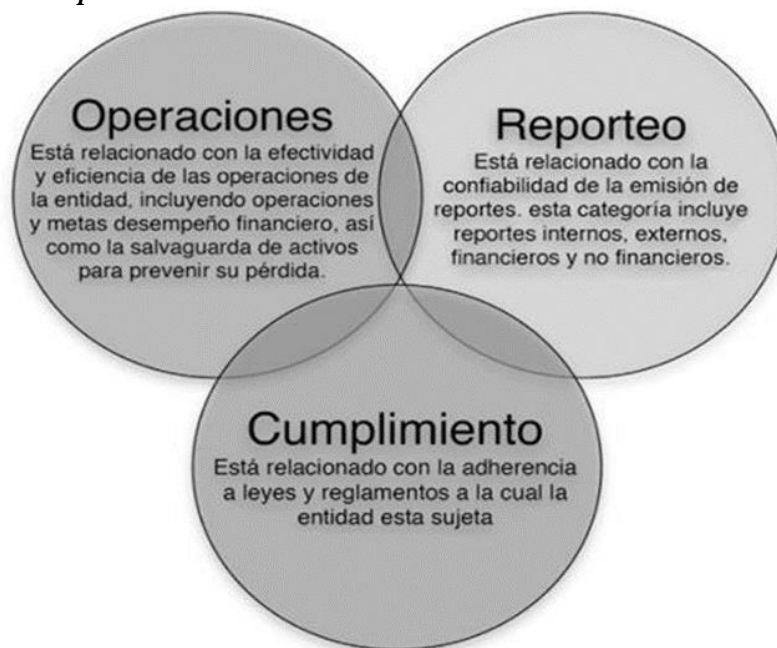 Operaciones
Está relacionado con la efectividad
y eficiencia de las operaciones de
la entidad, incluyendo operaciones
y metas desempeño financiero, así
como la salvaguarda de activos
para prevenir su pérdida.
Reporteo
Está relacionado con la
confiabilidad de la emisión de
reportes. esta categoría incluye
reportes internos, externos,
financieros y no financieros.
Cumplimiento
Está relacionado con la adherencia
a leyes y reglamentos a la cual la
entidad esta sujeta